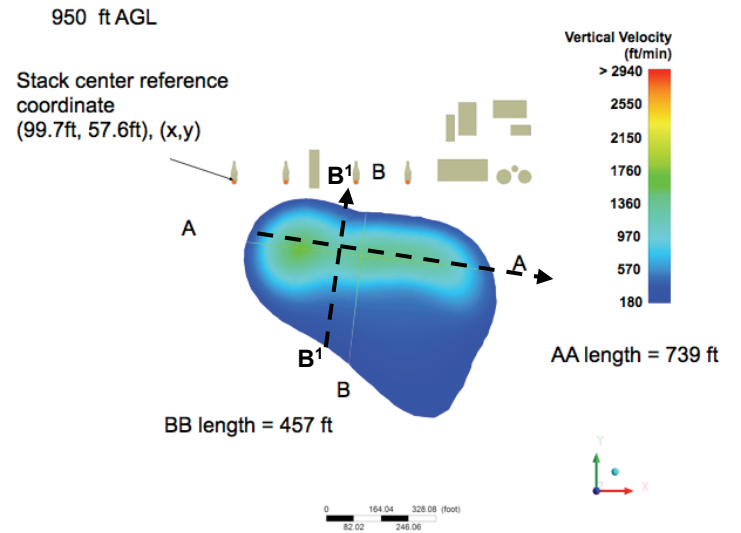 950 ft AGL
Vertical Velocity
(ft/min)
> 2940
2550
2150
1760
1360
970
570
180
Stack center reference
coordinate
(99.7ft, 57.6ft), (x,y)
B¹
B
A
A
B¹
B
AA length = 739 ft
BB length = 457 ft
Y
X
0 164.04 328.08 (foot)
82.02 246.06